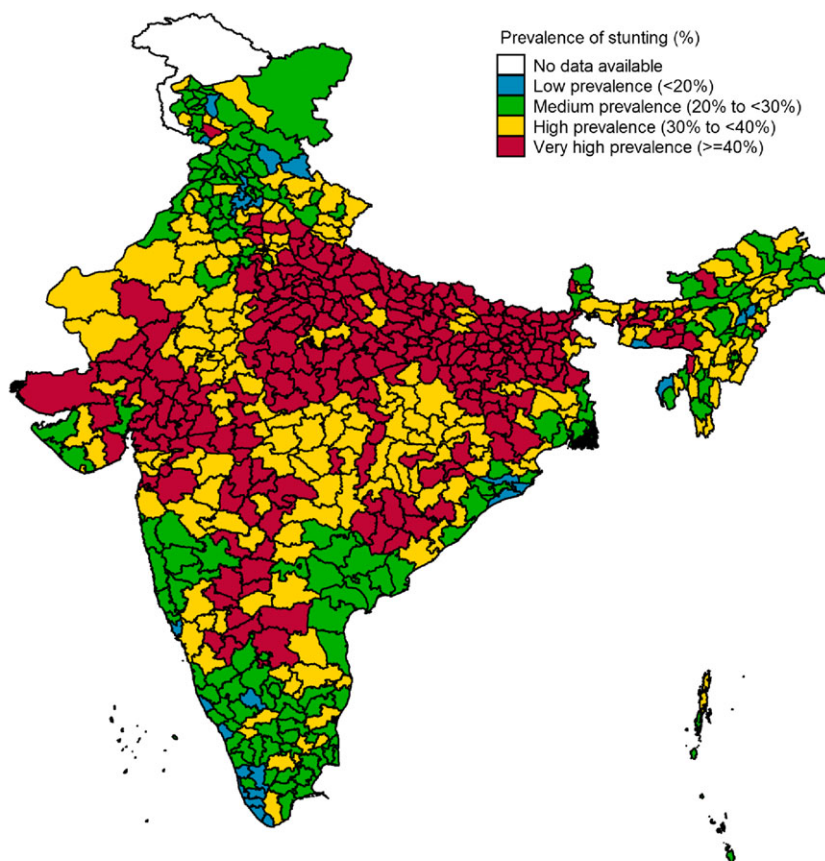 Prevalence of stunting (%)
No data available
Low prevalence (<20%)
Medium prevalence (20% to <30%)
High prevalence (30% to <40%)
Very high prevalence (>=40%)